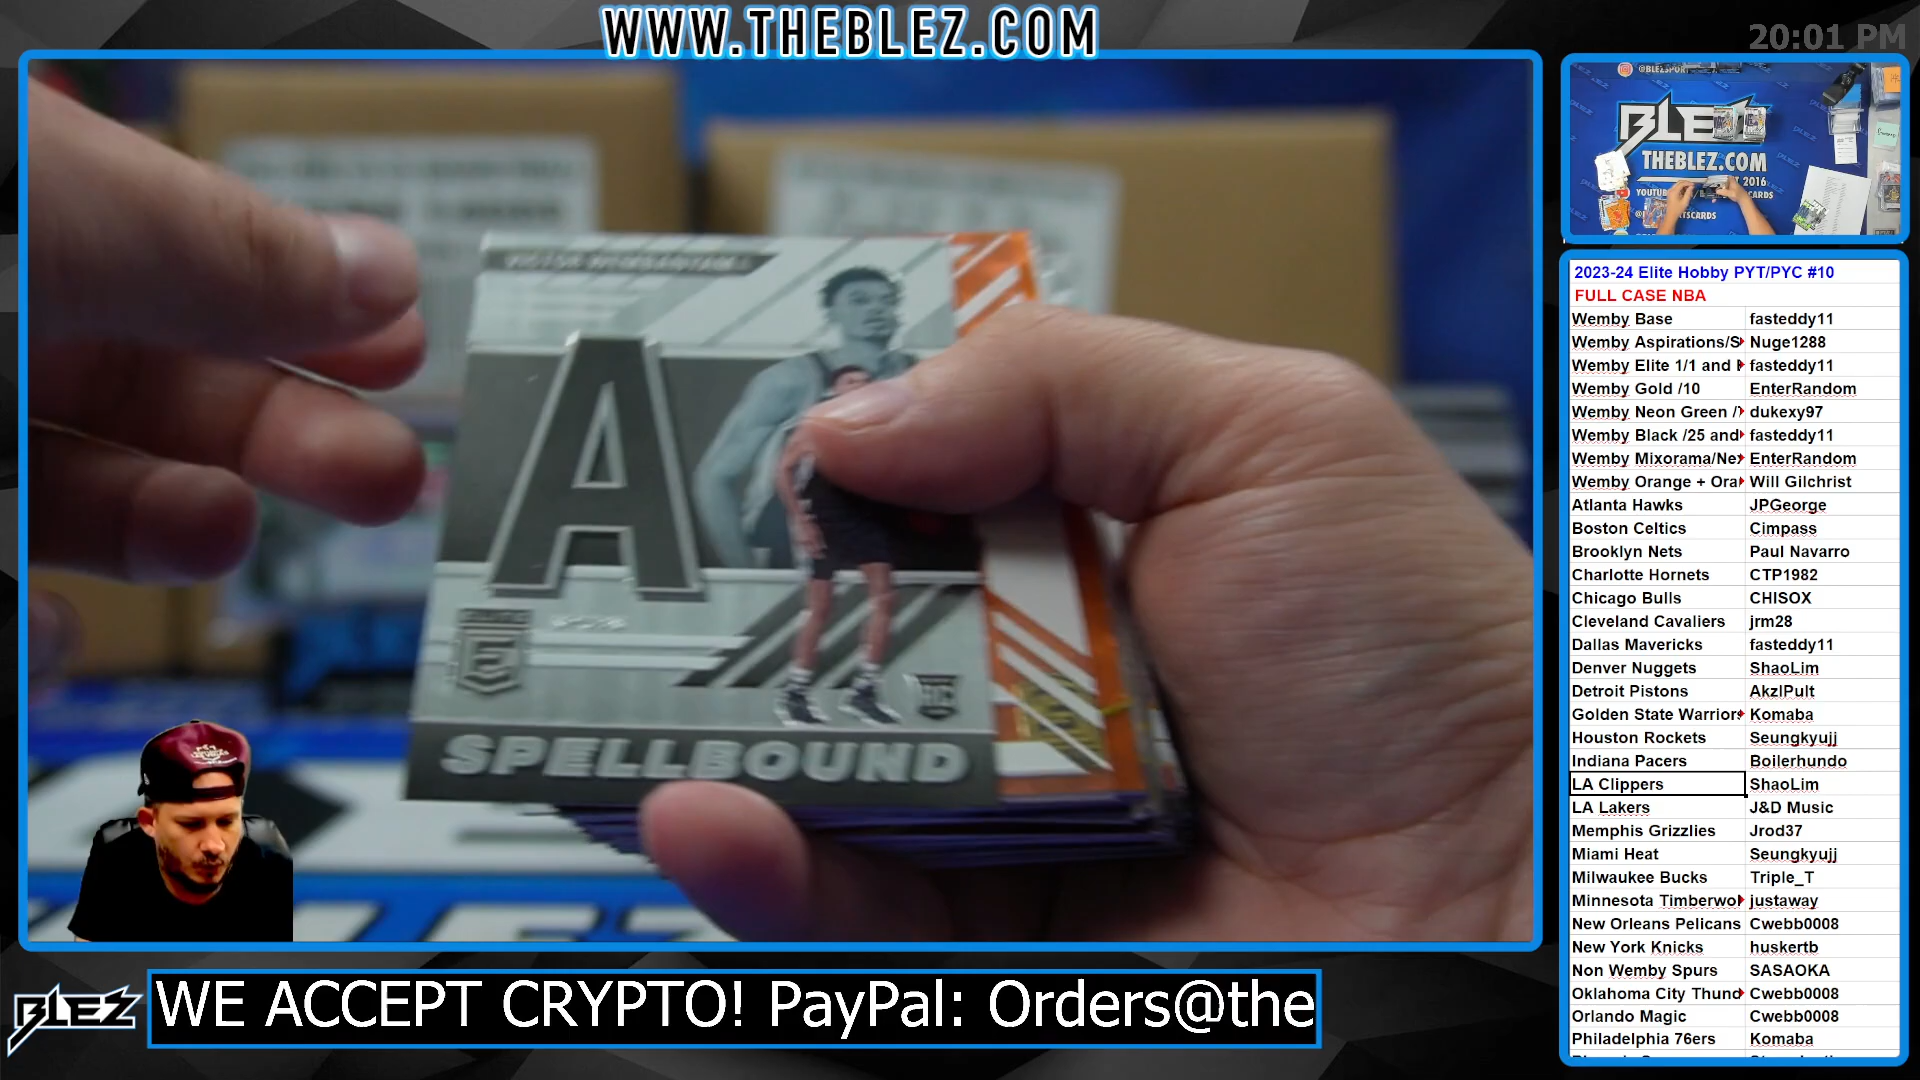 WWW.THEBLEZ.COM
20:01 PM
BLEZ
THEBLEZ.COM
VICTOR WEMBANYAMA
A
SPELLBOUND
2023-24 Elite Hobby PYT/PYC #10
FULL CASE NBA
Wemby Base fasteddy11
Wemby Aspirations/S Nuge1288
Wemby Elite 1/1 and fasteddy11
Wemby Gold /10 EnterRandom
Wemby Neon Green / dukexy97
Wemby Black /25 and fasteddy11
Wemby Mixorama/Ne EnterRandom
Wemby Orange + Ora Will Gilchrist
Atlanta Hawks JPGeorge
Boston Celtics Cimpass
Brooklyn Nets Paul Navarro
Charlotte Hornets CTP1982
Chicago Bulls CHISOX
Cleveland Cavaliers jrm28
Dallas Mavericks fasteddy11
Denver Nuggets ShaoLim
Detroit Pistons AkzlPult
Golden State Warriors Komaba
Houston Rockets Seungkyujj
Indiana Pacers Boilerhundo
LA Clippers ShaoLim
LA Lakers J&D Music
Memphis Grizzlies Jrod37
Miami Heat Seungkyujj
Milwaukee Bucks Triple_T
Minnesota Timberwol justaway
New Orleans Pelicans Cwebb0008
New York Knicks huskertb
Non Wemby Spurs SASAOKA
Oklahoma City Thund Cwebb0008
Orlando Magic Cwebb0008
Philadelphia 76ers Komaba
BLEZ
WE ACCEPT CRYPTO! PayPal: Orders@the